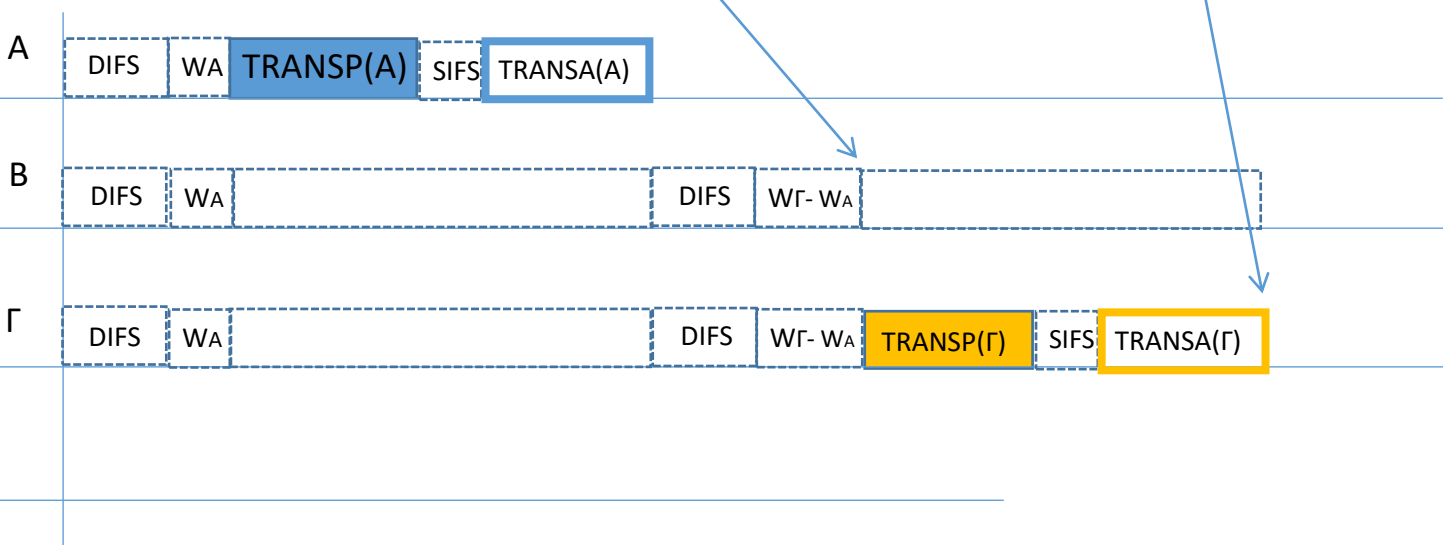 Α DIFS WA TRANSP(A) SIFS TRANSA(A)
Β DIFS WA DIFS WΓ- WA
Γ DIFS WA DIFS WΓ- WA TRANSP(Γ) SIFS TRANSA(Γ)